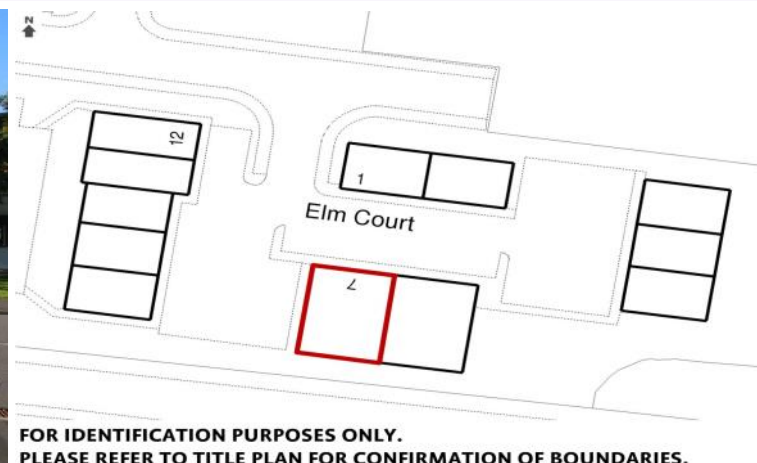 N
12
1
Elm Court
7
FOR IDENTIFICATION PURPOSES ONLY.
PLEASE REFER TO TITLE PLAN FOR CONFIRMATION OF BOUNDARIES.